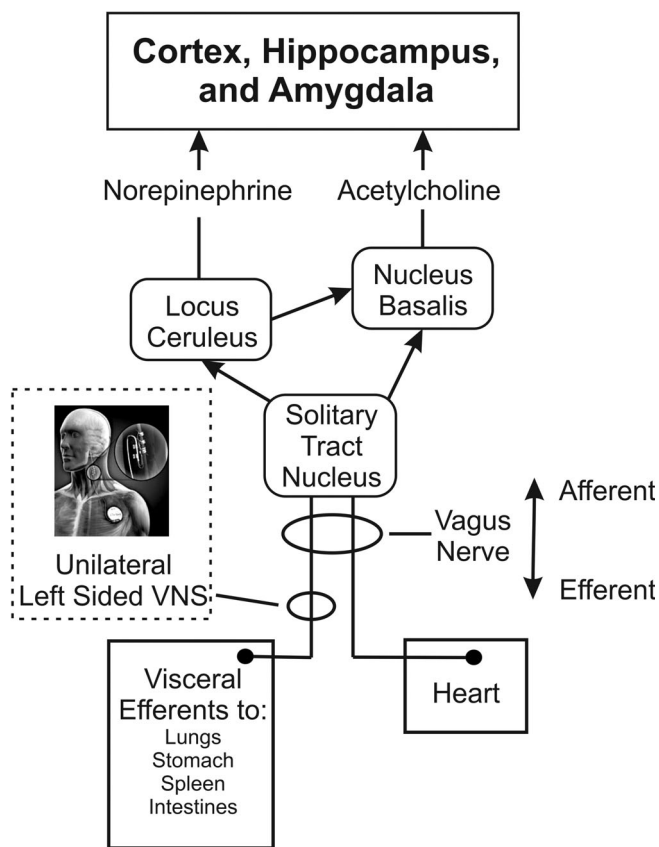 Cortex, Hippocampus,
and Amygdala
Norepinephrine
Acetylcholine
Locus
Ceruleus
Nucleus
Basalis
Solitary
Tract
Nucleus
Unilateral
Left Sided VNS
Vagus
Nerve
Afferent
Efferent
Visceral
Efferents to:
Lungs
Stomach
Spleen
Intestines
Heart